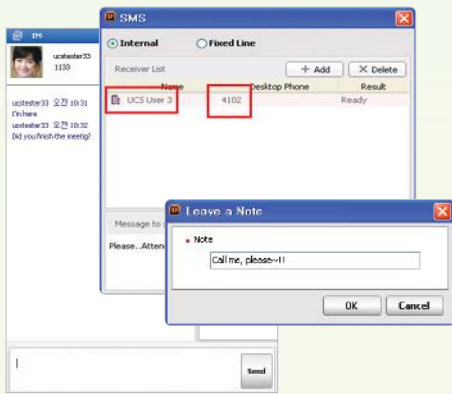 IM
ucstester33
1133
ucstester33 오전 10:31
I'm here
ucstester33 오전 10:32
Did you finish the meetig?
Send
SMS
Internal
Fixed Line
Receiver List
+ Add
X Delete
Name
Desktop Phone
Result
UCS User 3
4102
Ready
Message to
Please..Atten
Leave a Note
Note
Call me, please~!!
OK
Cancel